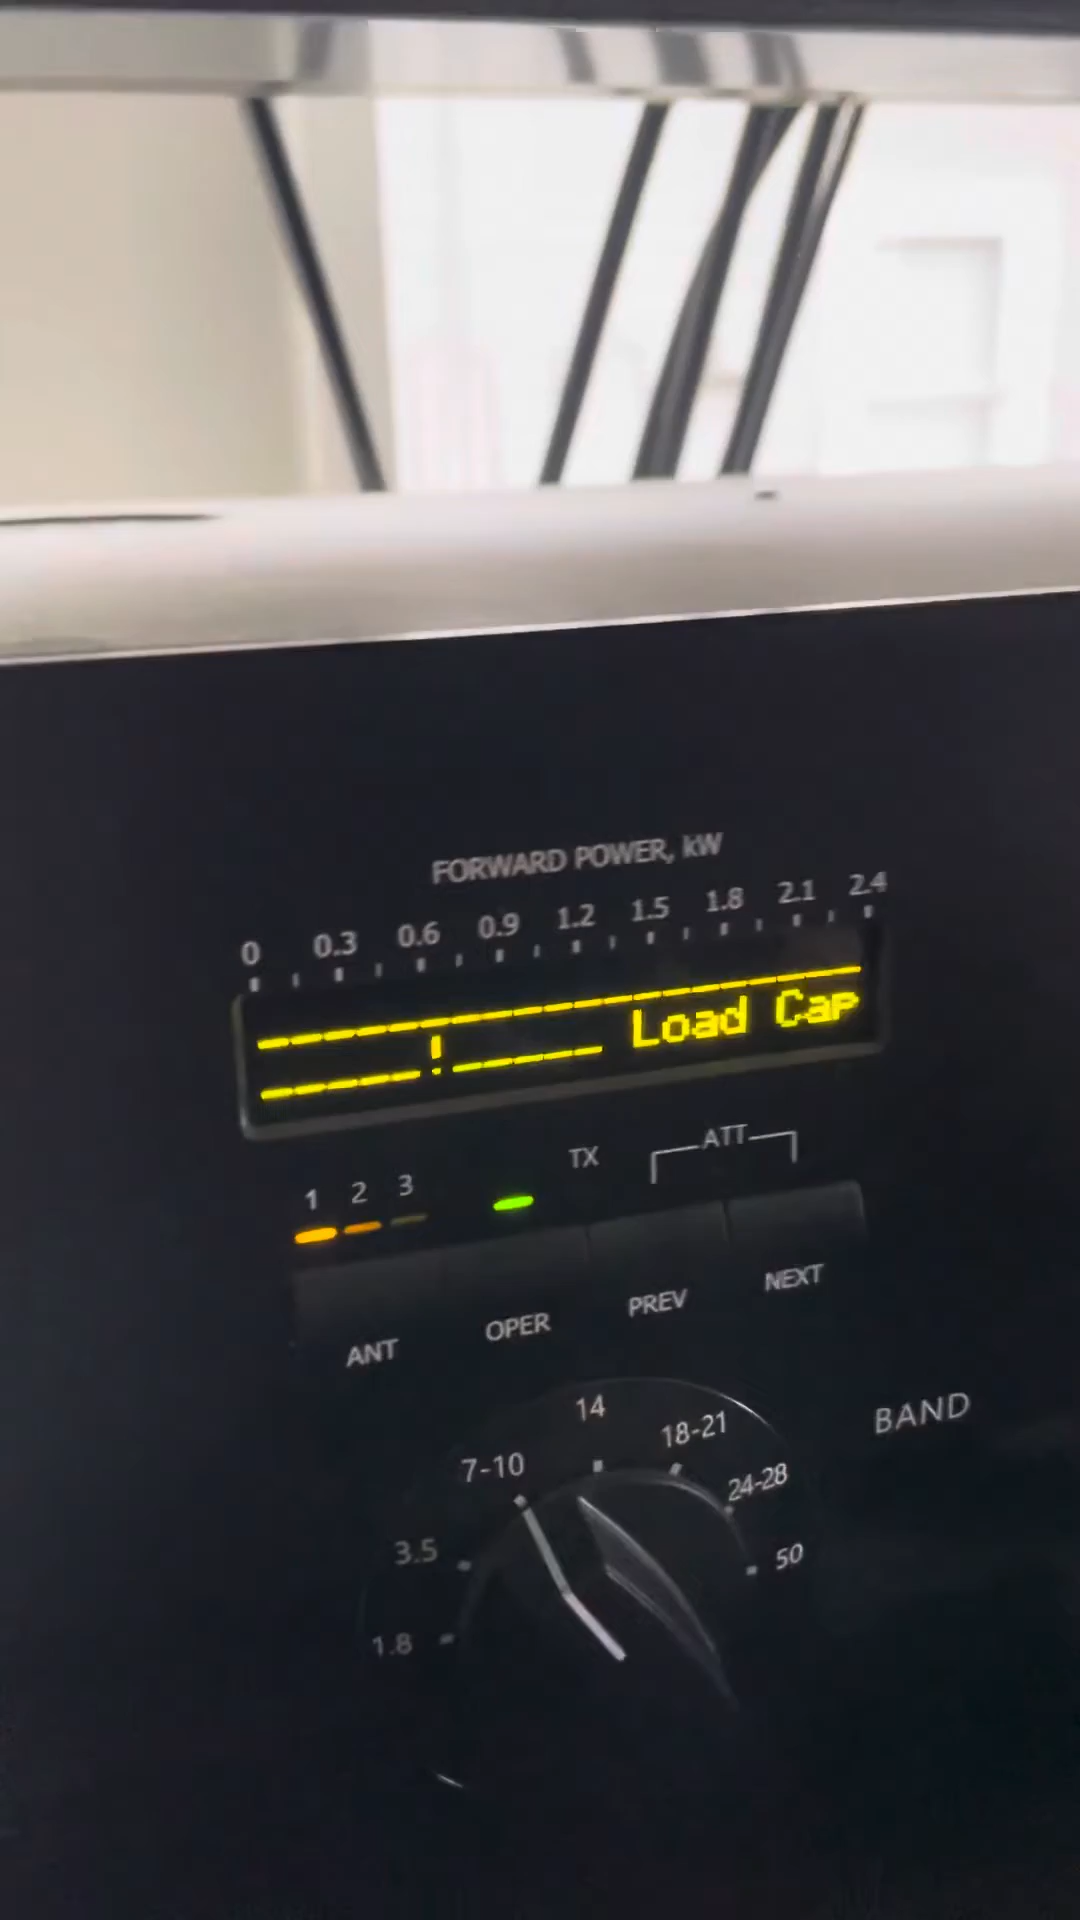 FORWARD POWER, kW
0 0.3 0.6 0.9 1.2 1.5 1.8 2.1 2.4
! Load Cap
1 2 3 TX ATT
ANT OPER PREV NEXT
BAND
1.8 3.5 7-10 14 18-21 24-28 50